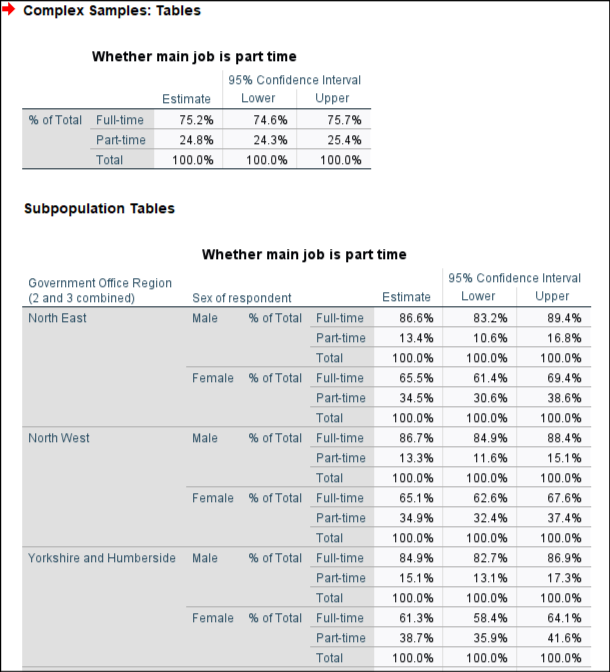 Complex Samples: Tables
Whether main job is part time
95% Confidence Interval
Estimate Lower Upper
% of Total Full-time 75.2% 74.6% 75.7%
Part-time 24.8% 24.3% 25.4%
Total 100.0% 100.0% 100.0%
Subpopulation Tables
Whether main job is part time
Government Office Region 95% Confidence Interval
(2 and 3 combined) Sex of respondent Estimate Lower Upper
North East Male % of Total Full-time 86.6% 83.2% 89.4%
Part-time 13.4% 10.6% 16.8%
Total 100.0% 100.0% 100.0%
Female % of Total Full-time 65.5% 61.4% 69.4%
Part-time 34.5% 30.6% 38.6%
Total 100.0% 100.0% 100.0%
North West Male % of Total Full-time 86.7% 84.9% 88.4%
Part-time 13.3% 11.6% 15.1%
Total 100.0% 100.0% 100.0%
Female % of Total Full-time 65.1% 62.6% 67.6%
Part-time 34.9% 32.4% 37.4%
Total 100.0% 100.0% 100.0%
Yorkshire and Humberside Male % of Total Full-time 84.9% 82.7% 86.9%
Part-time 15.1% 13.1% 17.3%
Total 100.0% 100.0% 100.0%
Female % of Total Full-time 61.3% 58.4% 64.1%
Part-time 38.7% 35.9% 41.6%
Total 100.0% 100.0% 100.0%